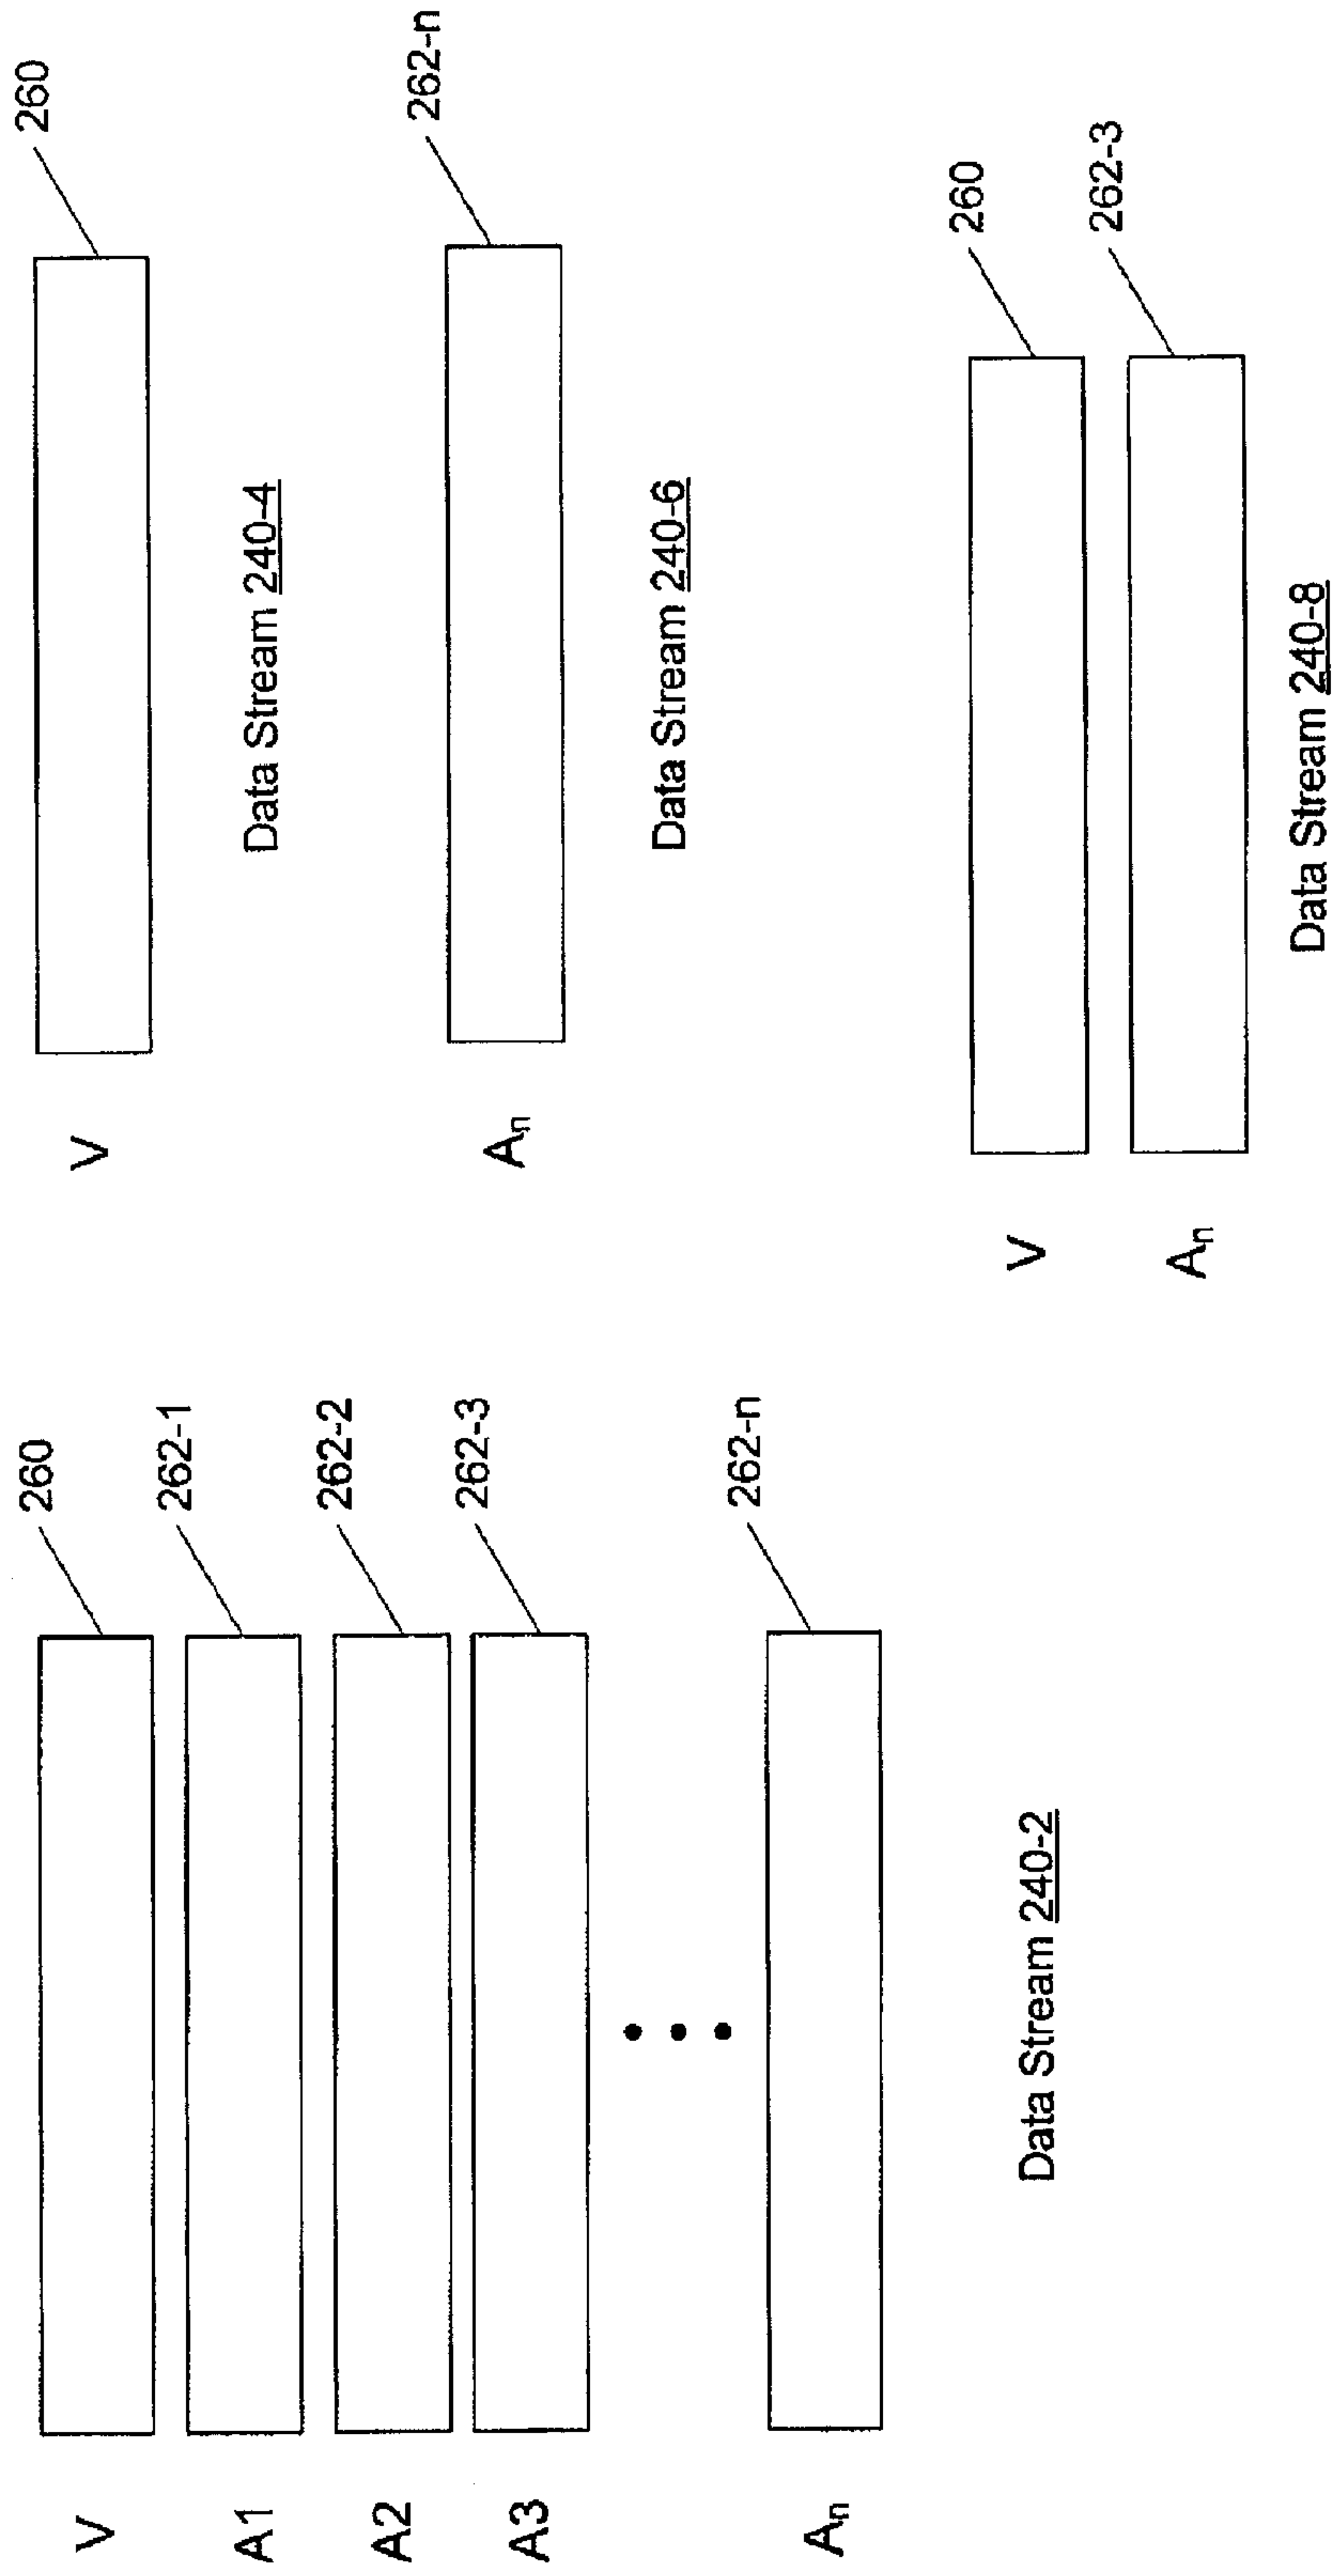 V
260
A1
262-1
A2
262-2
A3
262-3
Aₙ
262-n
Data Stream 240-2
V
260
Data Stream 240-4
Aₙ
262-n
Data Stream 240-6
V
260
Aₙ
262-3
Data Stream 240-8